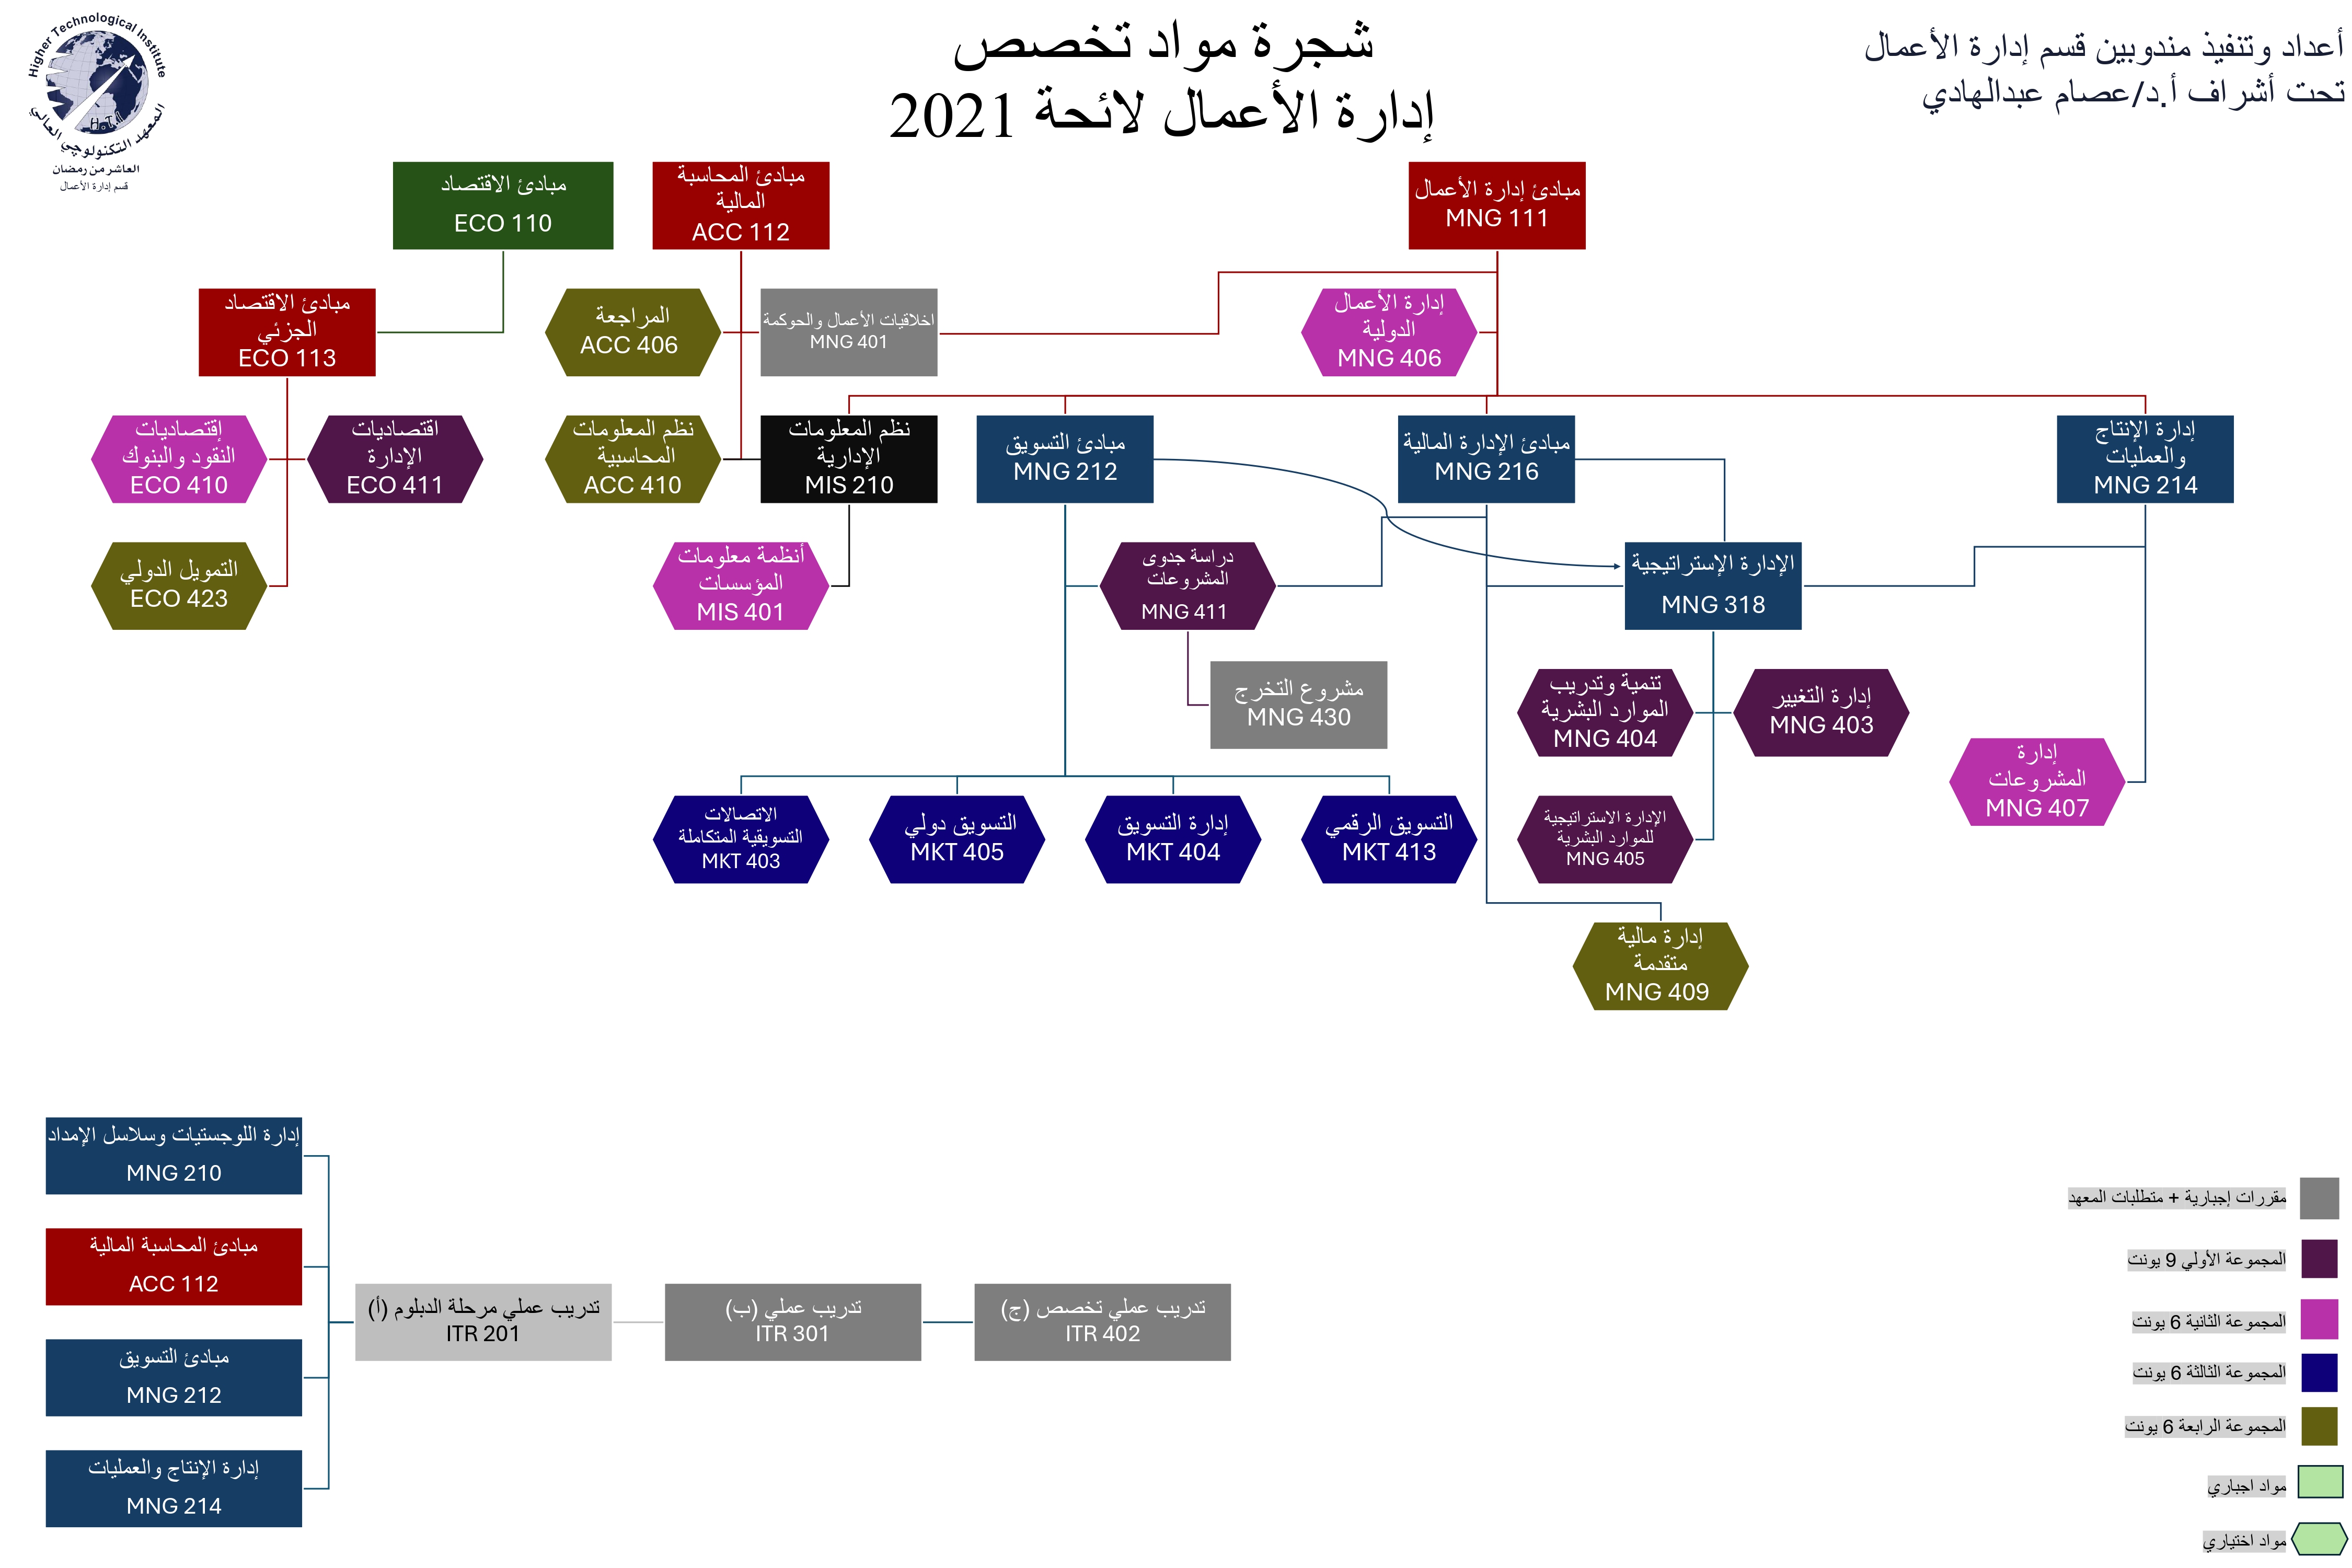 Higher Technological Institute
H.T.I
المعهد التكنولوجي العالي
العاشر من رمضان
قسم إدارة الأعمال
شجرة مواد تخصص
إدارة الأعمال لائحة 2021
أعداد وتنفيذ مندوبين قسم إدارة الأعمال
تحت أشراف أ.د/عصام عبدالهادي
مبادئ إدارة الأعمال
MNG 111
مبادئ المحاسبة
المالية
ACC 112
مبادئ الاقتصاد
ECO 110
إدارة الأعمال
الدولية
MNG 406
اخلاقيات الأعمال والحوكمة
MNG 401
المراجعة
ACC 406
مبادئ الاقتصاد
الجزئي
ECO 113
إدارة الإنتاج
والعمليات
MNG 214
مبادئ الإدارة المالية
MNG 216
مبادئ التسويق
MNG 212
نظم المعلومات
الإدارية
MIS 210
نظم المعلومات
المحاسبية
ACC 410
اقتصاديات
الإدارة
ECO 411
إقتصاديات
النقود والبنوك
ECO 410
الإدارة الإستراتيجية
MNG 318
دراسة جدوى
المشروعات
MNG 411
أنظمة معلومات
المؤسسات
MIS 401
التمويل الدولي
ECO 423
مشروع التخرج
MNG 430
إدارة التغيير
MNG 403
تنمية وتدريب
الموارد البشرية
MNG 404
إدارة
المشروعات
MNG 407
الإدارة الاستراتيجية
للموارد البشرية
MNG 405
التسويق الرقمي
MKT 413
إدارة التسويق
MKT 404
التسويق دولي
MKT 405
الاتصالات
التسويقية المتكاملة
MKT 403
إدارة مالية
متقدمة
MNG 409
إدارة اللوجستيات وسلاسل الإمداد
MNG 210
مبادئ المحاسبة المالية
ACC 112
مبادئ التسويق
MNG 212
إدارة الإنتاج والعمليات
MNG 214
تدريب عملي مرحلة الدبلوم (أ)
ITR 201
تدريب عملي (ب)
ITR 301
تدريب عملي تخصص (ج)
ITR 402
مقررات إجبارية + متطلبات المعهد
المجموعة الأولي 9 يونت
المجموعة الثانية 6 يونت
المجموعة الثالثة 6 يونت
المجموعة الرابعة 6 يونت
مواد اجباري
مواد اختياري